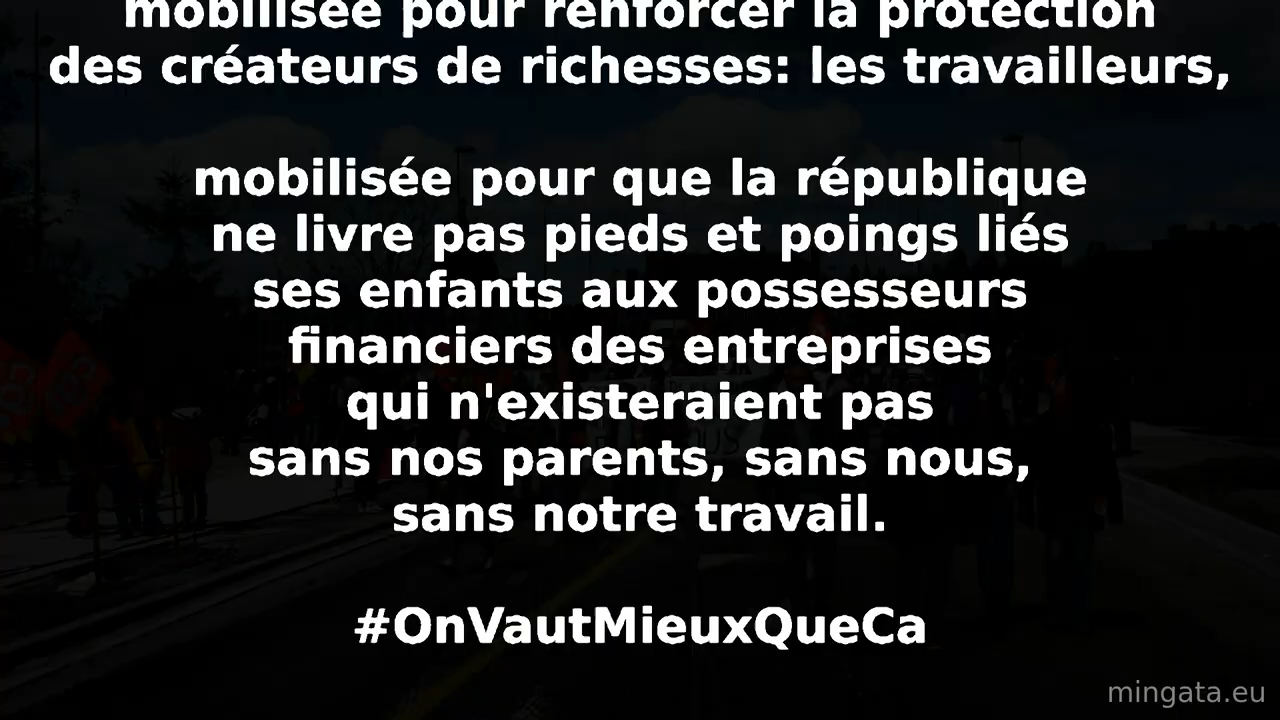 mobilisée pour renforcer la protection
des créateurs de richesses: les travailleurs,
mobilisée pour que la république
ne livre pas pieds et poings liés
ses enfants aux possesseurs
financiers des entreprises
qui n'existeraient pas
sans nos parents, sans nous,
sans notre travail.
#OnVautMieuxQueCa
mingata.eu